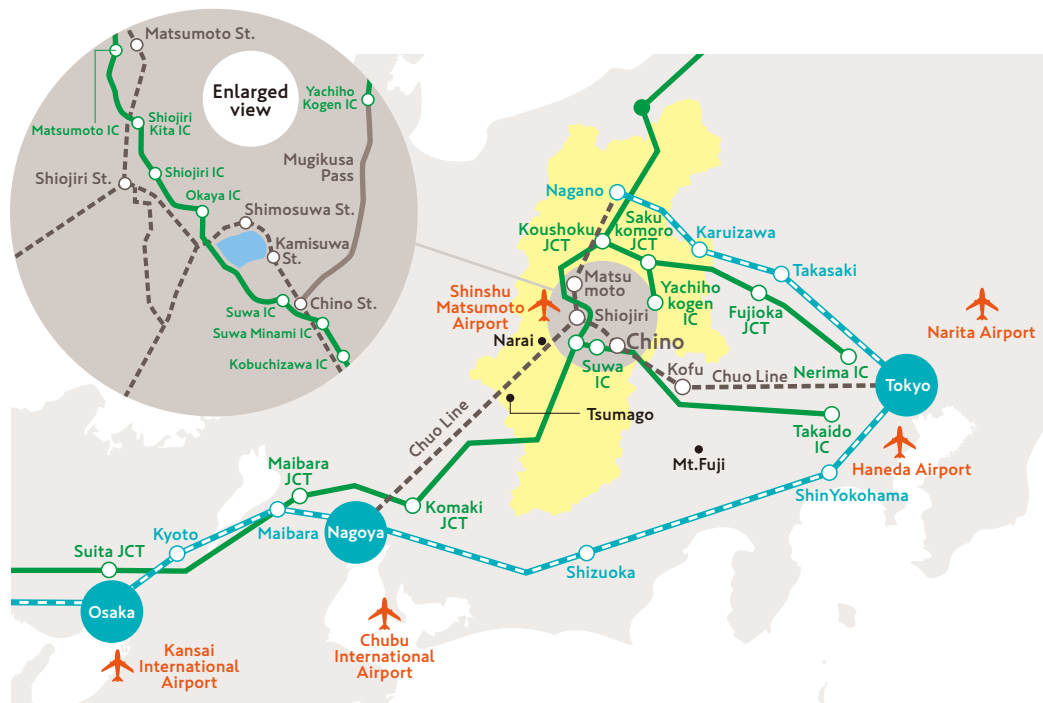 Matsumoto St.
Enlarged
view
Yachiho
Kogen IC
Matsumoto IC
Shiojiri
Kita IC
Mugikusa
Pass
Shiojiri St.
Shiojiri IC
Okaya IC
Shimosuwa St.
Kamisuwa
St.
Suwa IC
Chino St.
Suwa Minami IC
Kobuchizawa IC
Nagano
Koushoku
JCT
Saku
komoro
JCT
Karuizawa
Takasaki
Matsu
moto
Yachiho
kogen
IC
Fujioka
JCT
Shinshu
Matsumoto
Airport
Shiojiri
Narita Airport
Narai
Chino
Suwa
IC
Kofu
Chuo Line
Nerima IC
Tokyo
Tsumago
Takaido
IC
Chuo Line
Mt.Fuji
Haneda Airport
Maibara
JCT
ShinYokohama
Komaki
JCT
Kyoto
Maibara
Nagoya
Suita JCT
Shizuoka
Osaka
Kansai
International
Airport
Chubu
International
Airport